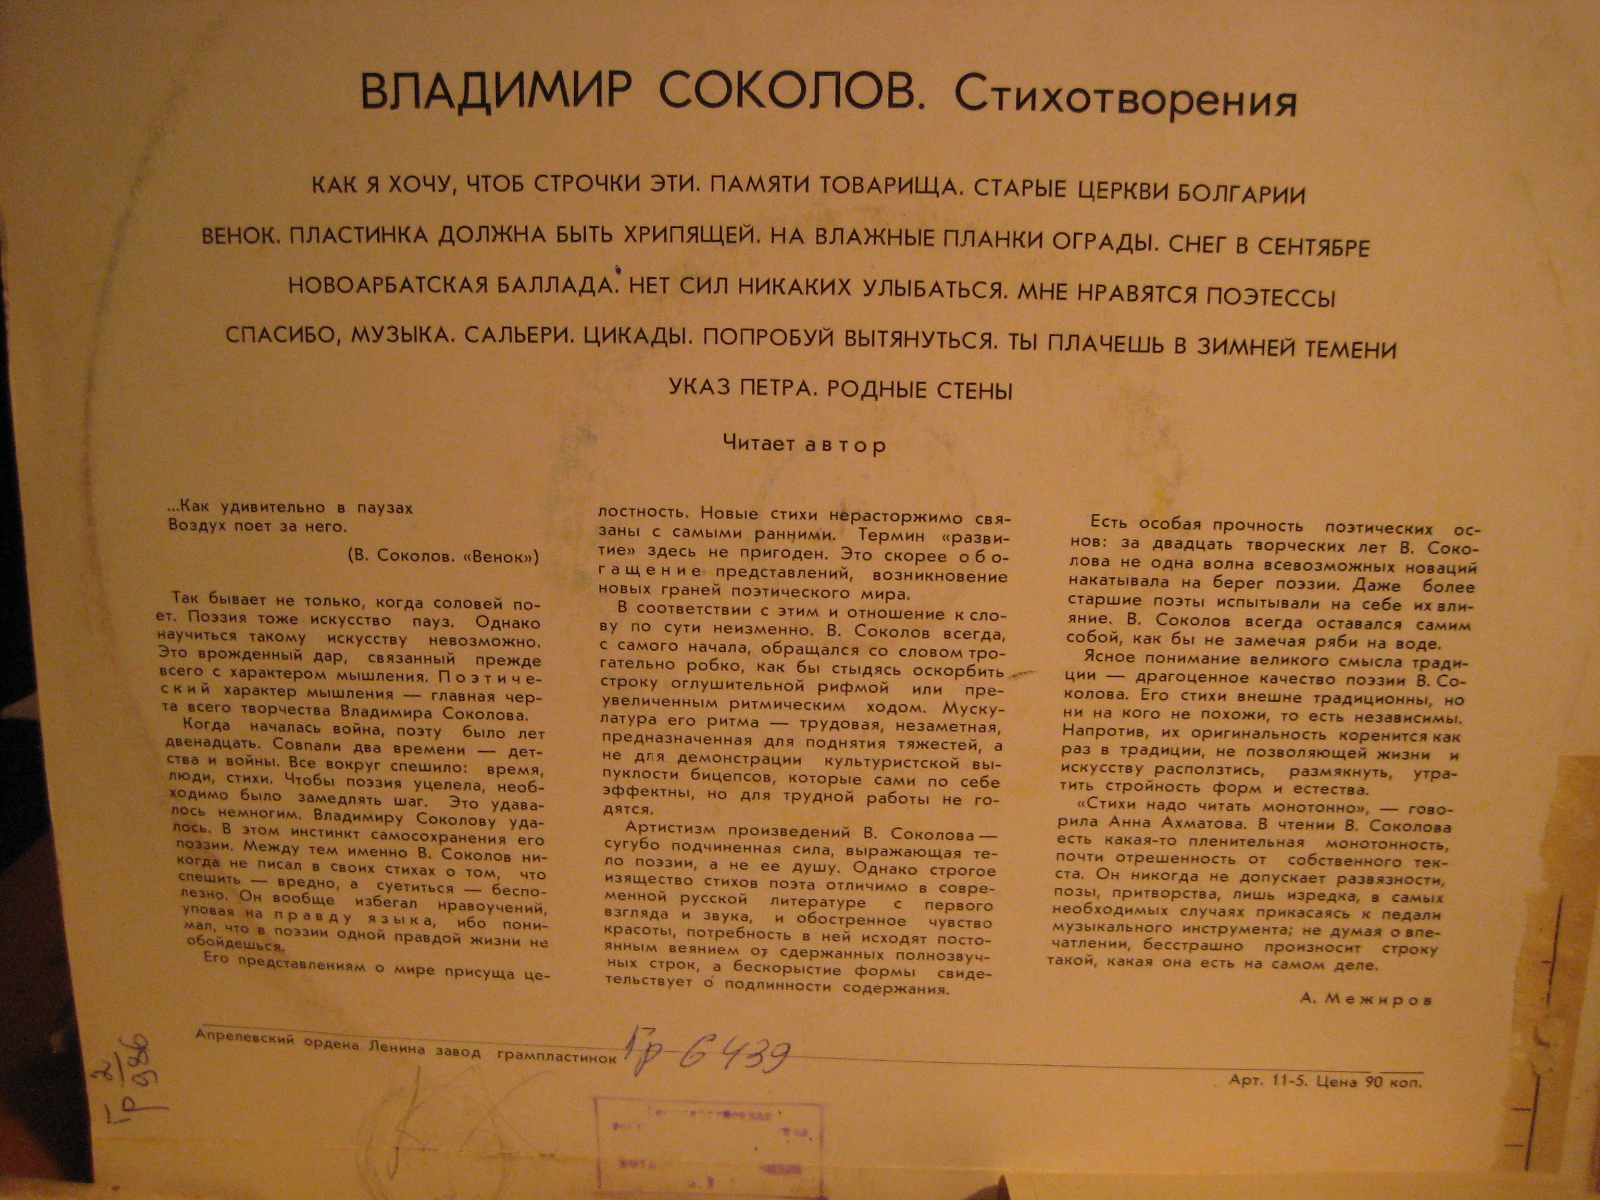 ВЛАДИМИР СОКОЛОВ. Стихотворения
КАК Я ХОЧУ, ЧТОБ СТРОЧКИ ЭТИ. ПАМЯТИ ТОВАРИЩА. СТАРЫЕ ЦЕРКВИ БОЛГАРИИ
ВЕНОК. ПЛАСТИНКА ДОЛЖНА БЫТЬ ХРИПЯЩЕЙ. НА ВЛАЖНЫЕ ПЛАНКИ ОГРАДЫ. СНЕГ В СЕНТЯБРЕ
НОВОАРБАТСКАЯ БАЛЛАДА. НЕТ СИЛ НИКАКИХ УЛЫБАТЬСЯ. МНЕ НРАВЯТСЯ ПОЭТЕССЫ
СПАСИБО, МУЗЫКА. САЛЬЕРИ. ЦИКАДЫ. ПОПРОБУЙ ВЫТЯНУТЬСЯ. ТЫ ПЛАЧЕШЬ В ЗИМНЕЙ ТЕМЕНИ
УКАЗ ПЕТРА. РОДНЫЕ СТЕНЫ
Читает автор
...Как удивительно в паузах
Воздух поет за него.
(В. Соколов. «Венок»)
Так бывает не только, когда соловей по-
ет. Поэзия тоже искусство пауз. Однако
научиться такому искусству невозможно.
Это врожденный дар, связанный прежде
всего с характером мышления. Поэтиче-
ский характер мышления — главная чер-
та всего творчества Владимира Соколова.
Когда началась война, поэту было лет
двенадцать. Совпали два времени — дет-
ства и войны. Все вокруг спешило: время,
люди, стихи. Чтобы поэзия уцелела, необ-
ходимо было замедлять шаг. Это удава-
лось немногим. Владимиру Соколову уда-
лось. В этом инстинкт самосохранения его
поэзии. Между тем именно В. Соколов ни-
когда не писал в своих стихах о том, что
спешить — вредно, а суетиться — беспо-
лезно. Он вообще избегал нравоучений,
уповая на правду языка, ибо пони-
мал, что в поэзии одной правдой жизни не
обойдешься.
Его представлениям о мире присуща це-
лостность. Новые стихи нерасторжимо свя-
заны с самыми ранними. Термин «разви-
тие» здесь не пригоден. Это скорее обо-
гащение представлений, возникновение
новых граней поэтического мира.
В соответствии с этим и отношение к сло-
ву по сути неизменно. В. Соколов всегда,
с самого начала, обращался со словом тро-
гательно робко, как бы стыдясь оскорбить
строку оглушительной рифмой или пре-
увеличенным ритмическим ходом. Муску-
латура его ритма — трудовая, незаметная,
предназначенная для поднятия тяжестей, а
не для демонстрации культуристской вы-
пуклости бицепсов, которые сами по себе
эффектны, но для трудной работы не го-
дятся.
Артистизм произведений В. Соколова —
сугубо подчиненная сила, выражающая те-
ло поэзии, а не ее душу. Однако строгое
изящество стихов поэта отличимо в совре-
менной русской литературе с первого
взгляда и звука, и обостренное чувство
красоты, потребность в ней исходят посто-
янным веянием от сдержанных полнозвуч-
ных строк, а бескорыстие формы свиде-
тельствует о подлинности содержания.
Есть особая прочность поэтических ос-
нов: за двадцать творческих лет В. Соко-
лова не одна волна всевозможных новаций
накатывала на берег поэзии. Даже более
старшие поэты испытывали на себе их вли-
яние. В. Соколов всегда оставался самим
собой, как бы не замечая ряби на воде.
Ясное понимание великого смысла тради-
ции — драгоценное качество поэзии В. Со-
колова. Его стихи внешне традиционны, но
ни на кого не похожи, то есть независимы.
Напротив, их оригинальность коренится как
раз в традиции, не позволяющей жизни и
искусству расползтись, размякнуть, утра-
тить стройность форм и естества.
«Стихи надо читать монотонно», — гово-
рила Анна Ахматова. В чтении В. Соколова
есть какая-то пленительная монотонность,
почти отрешенность от собственного тек-
ста. Он никогда не допускает развязности,
позы, притворства, лишь изредка, в самых
необходимых случаях прикасаясь к педали
музыкального инструмента; не думая о впе-
чатлении, бесстрашно произносит строку
такой, какая она есть на самом деле.
А. Межиров
Апрелевский ордена Ленина завод грампластинок
Гр 6439
Арт. 11-5. Цена 90 коп.